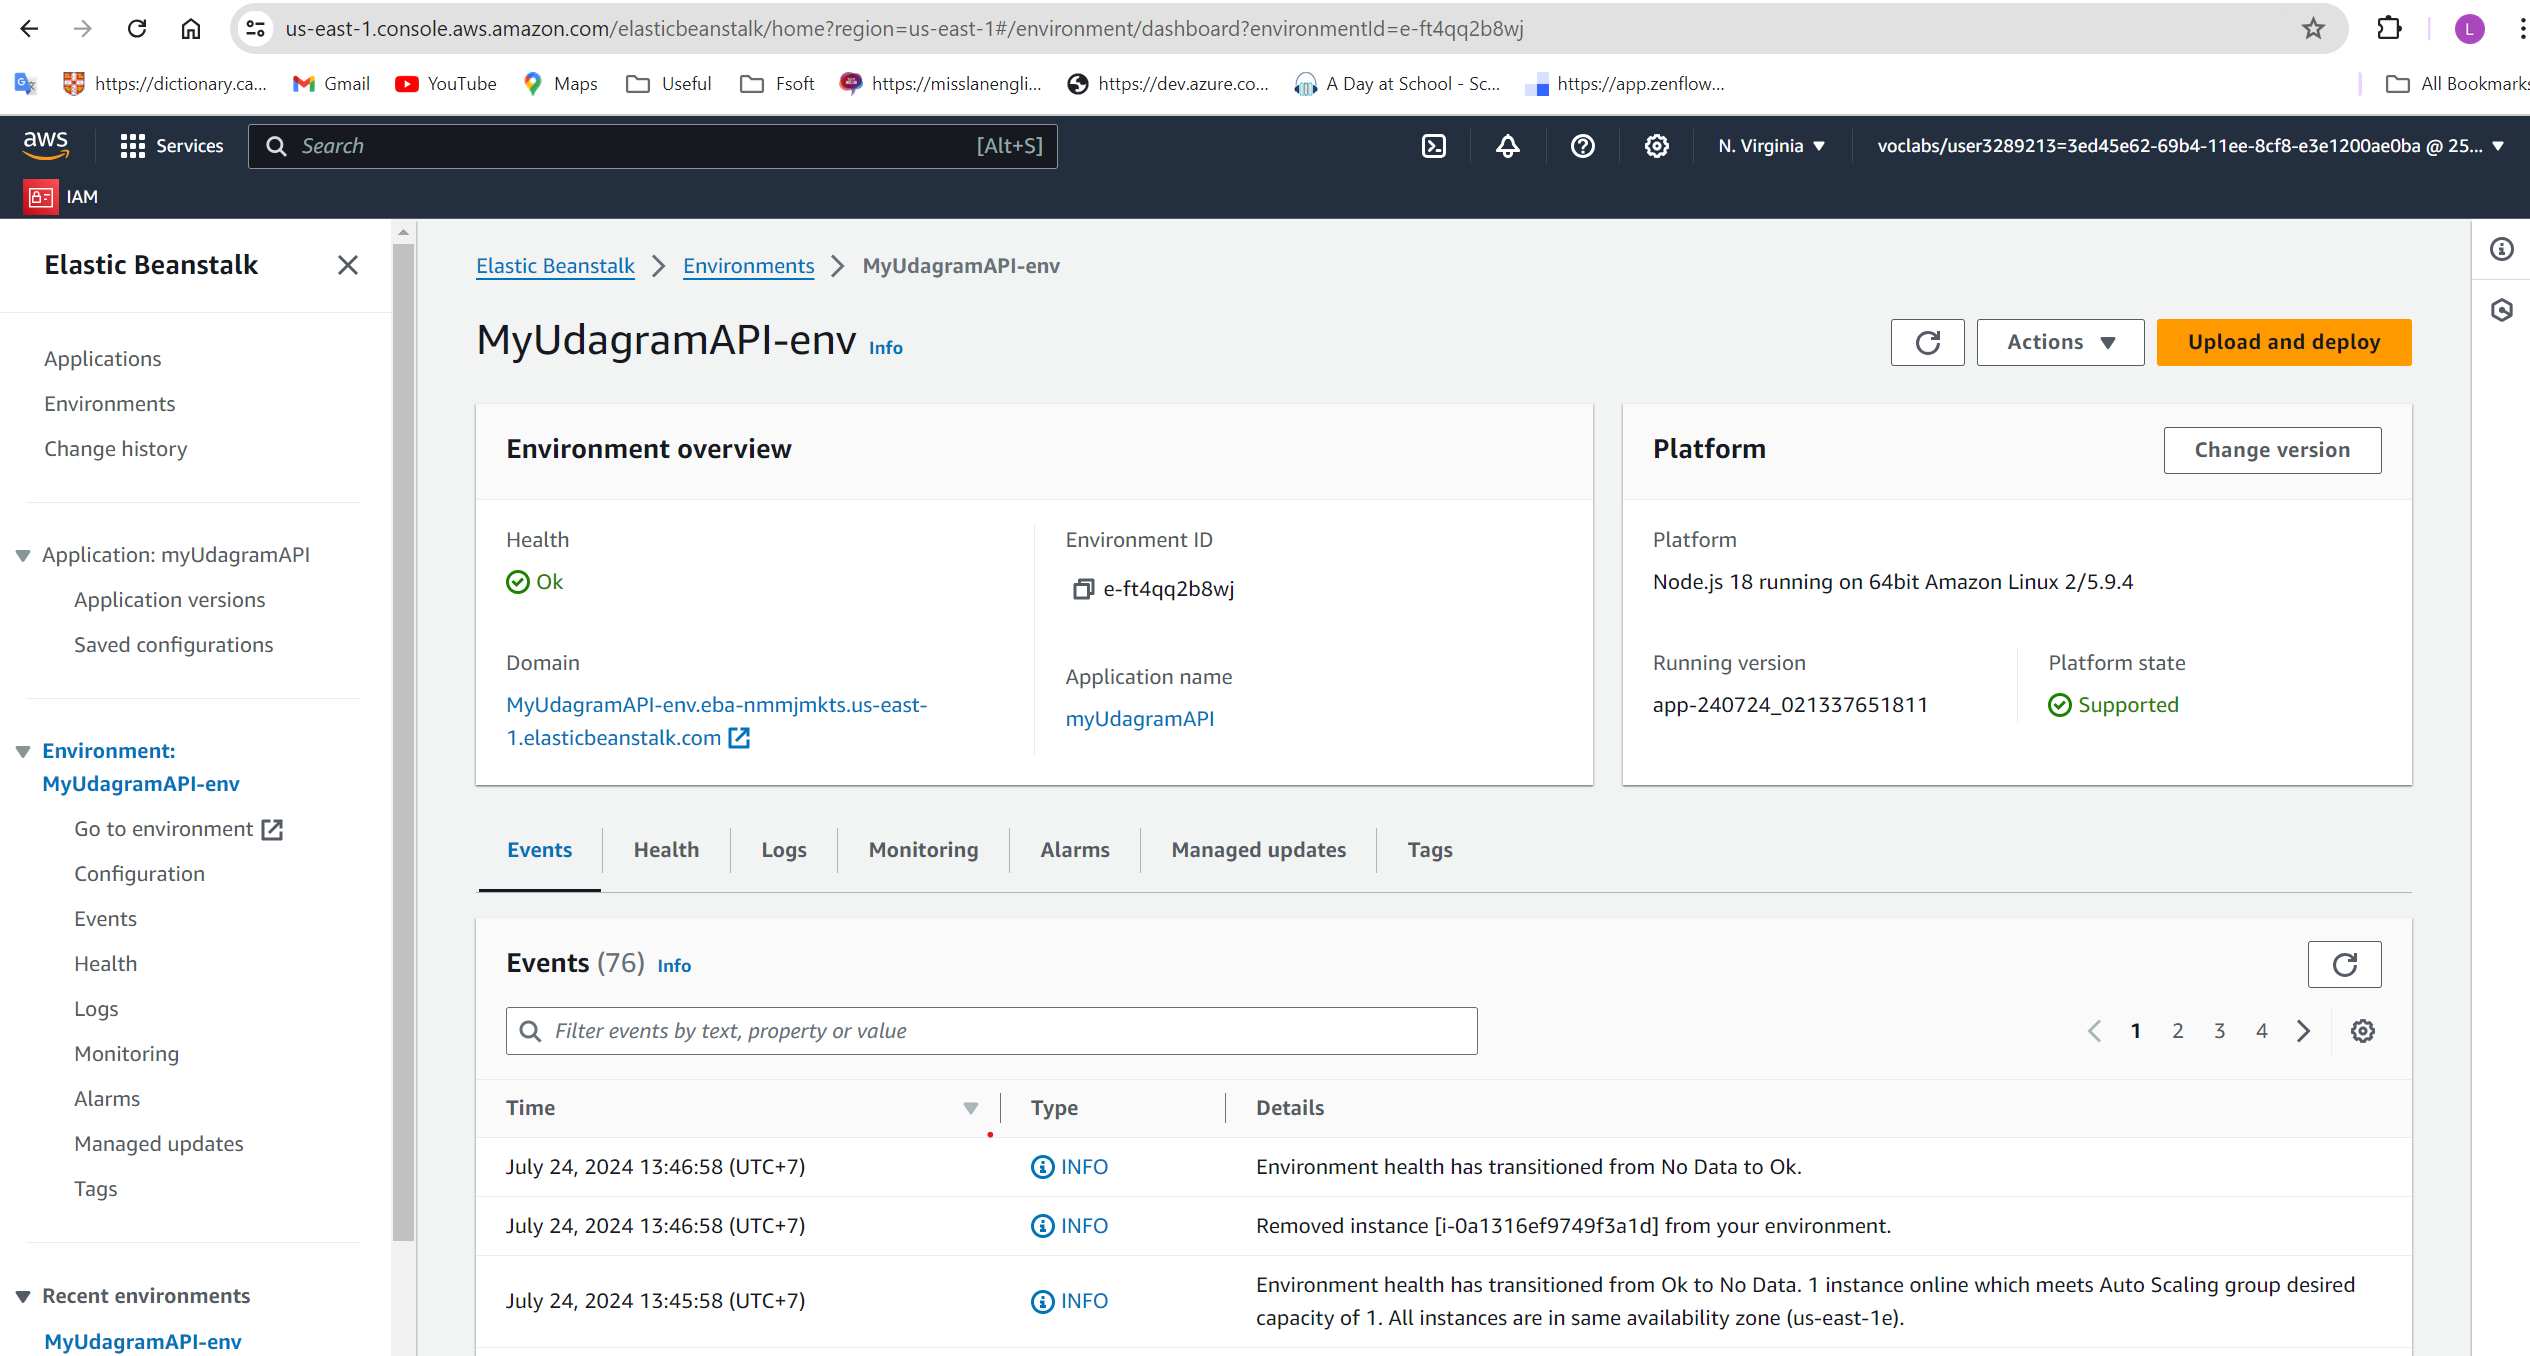 us-east-1.console.aws.amazon.com/elasticbeanstalk/home?region=us-east-1#/environment/dashboard?environmentId=e-ft4qq2b8wj
L
https://dictionary.ca...
Gmail
YouTube
Maps
Useful
Fsoft
https://misslanengli...
https://dev.azure.co...
A Day at School - Sc...
https://app.zenflow...
All Bookmarks
aws
Services
Search
[Alt+S]
N. Virginia
voclabs/user3289213=3ed45e62-69b4-11ee-8cf8-e3e1200ae0ba @ 25...
IAM
Elastic Beanstalk
Applications
Environments
Change history
Application: myUdagramAPI
Application versions
Saved configurations
Environment:
MyUdagramAPI-env
Go to environment
Configuration
Events
Health
Logs
Monitoring
Alarms
Managed updates
Tags
Recent environments
MyUdagramAPI-env
Elastic Beanstalk > Environments > MyUdagramAPI-env
MyUdagramAPI-env Info
Actions
Upload and deploy
Environment overview
Health
Ok
Domain
MyUdagramAPI-env.eba-nmmjmkts.us-east-
1.elasticbeanstalk.com
Environment ID
e-ft4qq2b8wj
Application name
myUdagramAPI
Platform
Change version
Platform
Node.js 18 running on 64bit Amazon Linux 2/5.9.4
Running version
app-240724_021337651811
Platform state
Supported
Events
Health
Logs
Monitoring
Alarms
Managed updates
Tags
Events (76) Info
Filter events by text, property or value
1 2 3 4
Time Type Details
July 24, 2024 13:46:58 (UTC+7) INFO Environment health has transitioned from No Data to Ok.
July 24, 2024 13:46:58 (UTC+7) INFO Removed instance [i-0a1316ef9749f3a1d] from your environment.
July 24, 2024 13:45:58 (UTC+7) INFO Environment health has transitioned from Ok to No Data. 1 instance online which meets Auto Scaling group desired
capacity of 1. All instances are in same availability zone (us-east-1e).